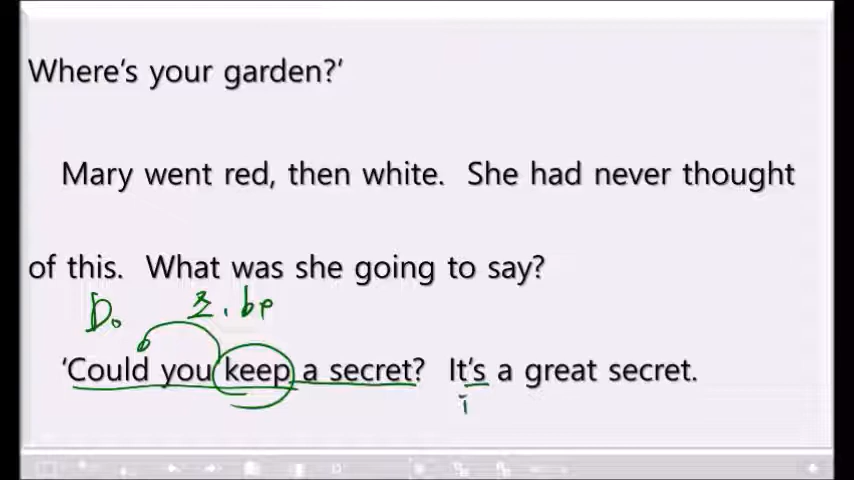 Where's your garden?'
Mary went red, then white. She had never thought
of this. What was she going to say?
'Could you keep a secret? It's a great secret.